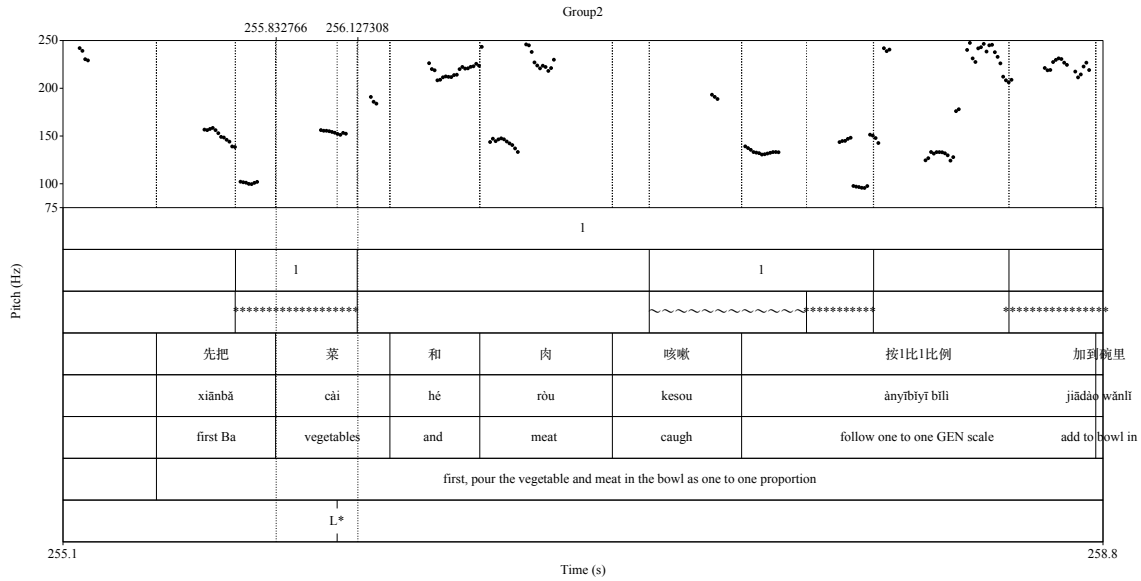 Group2
255.832766 256.127308
250
200
150
100
75
Pitch (Hz)
1
1 1
****************** ~~~~~~~~~~~~~~~ *********** ***************
先把 菜 和 肉 咳嗽 按1比1比例 加到碗里
xiānbǎ cài hé ròu kesou ànyībǐyī bǐlì jiādào wǎnlǐ
first Ba vegetables and meat caugh follow one to one GEN scale add to bowl in
first, pour the vegetable and meat in the bowl as one to one proportion
L*
255.1 258.8
Time (s)